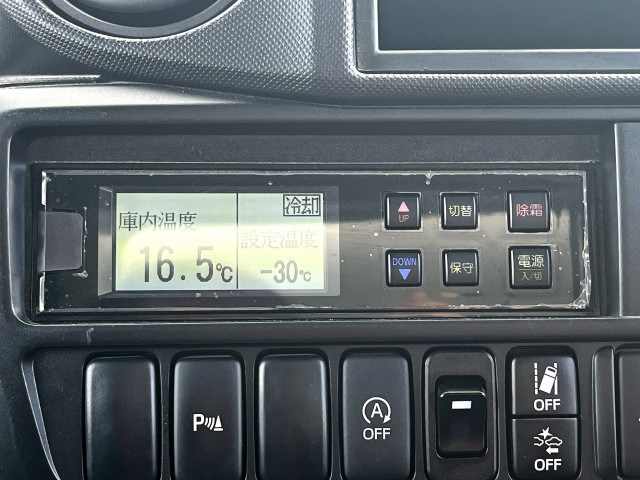 冷却
庫内温度
設定温度
16.5℃
-30℃
UP
切替
除霜
DOWN
保守
電源
入/切
P
A
OFF
OFF
OFF